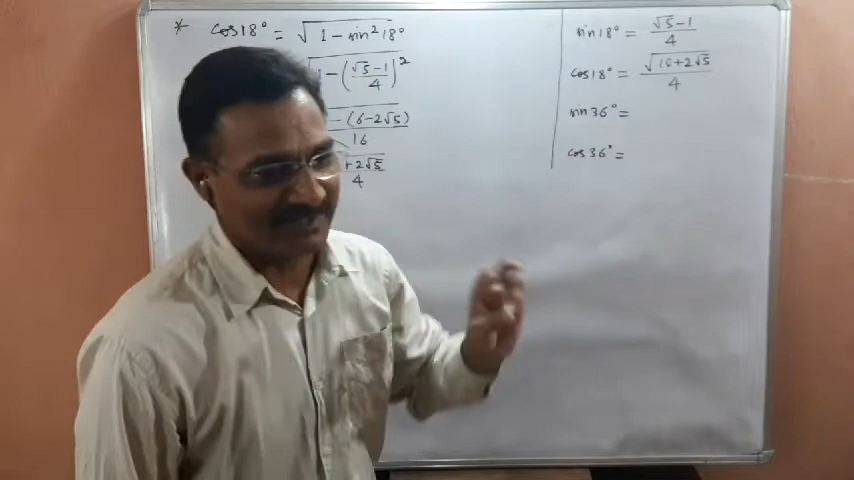 * cos18° = √(1 - sin²18°)
1 - ((√5-1)/4)²
- (6-2√5)
16
+ 2√5
4
sin18° = (√5-1)/4
cos18° = √(10+2√5)/4
sin36° =
cos36° =